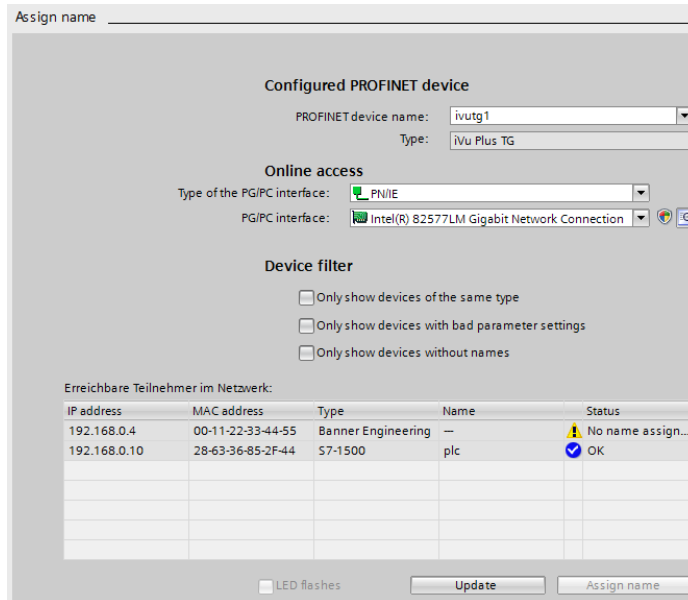 Assign name
Configured PROFINET device
PROFINET device name: ivutg1
Type: iVu Plus TG
Online access
Type of the PG/PC interface: PN/IE
PG/PC interface: Intel(R) 82577LM Gigabit Network Connection
Device filter
Only show devices of the same type
Only show devices with bad parameter settings
Only show devices without names
Erreichbare Teilnehmer im Netzwerk:
IP address MAC address Type Name Status
192.168.0.4 00-11-22-33-44-55 Banner Engineering — No name assign...
192.168.0.10 28-63-36-85-2F-44 S7-1500 plc OK
LED flashes Update Assign name